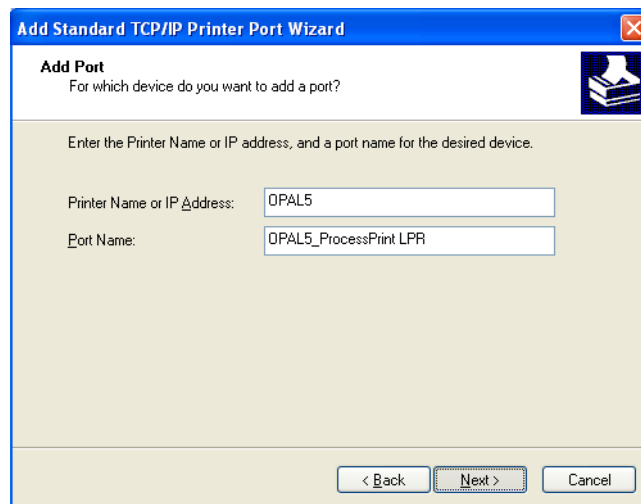 Add Standard TCP/IP Printer Port Wizard
Add Port
For which device do you want to add a port?
Enter the Printer Name or IP address, and a port name for the desired device.
Printer Name or IP Address: OPAL5
Port Name: OPAL5_ProcessPrint LPR
< Back Next > Cancel